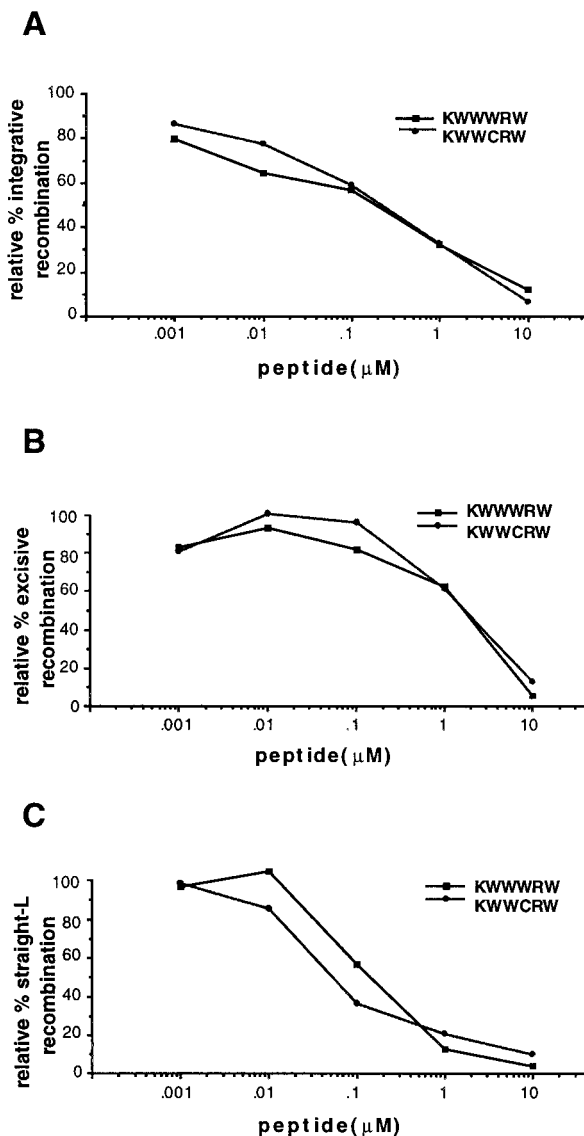 A
relative % integrative
recombination
100
80
60
40
20
0
KWWWRW
KWWCRW
.001 .01 .1 1 10
peptide(μM)
B
relative % excisive
recombination
100
80
60
40
20
0
KWWWRW
KWWCRW
.001 .01 .1 1 10
peptide(μM)
C
relative % straight-L
recombination
100
80
60
40
20
0
KWWWRW
KWWCRW
.001 .01 .1 1 10
peptide(μM)